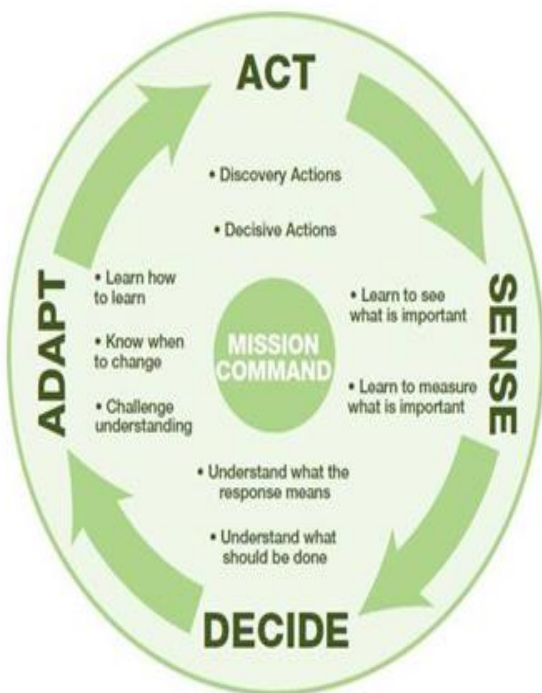 ACT
• Discovery Actions
• Decisive Actions
SENSE
• Learn to see
what is important
• Learn to measure
what is important
DECIDE
• Understand what the
response means
• Understand what
should be done
ADAPT
• Learn how
to learn
• Know when
to change
• Challenge
understanding
MISSION
COMMAND